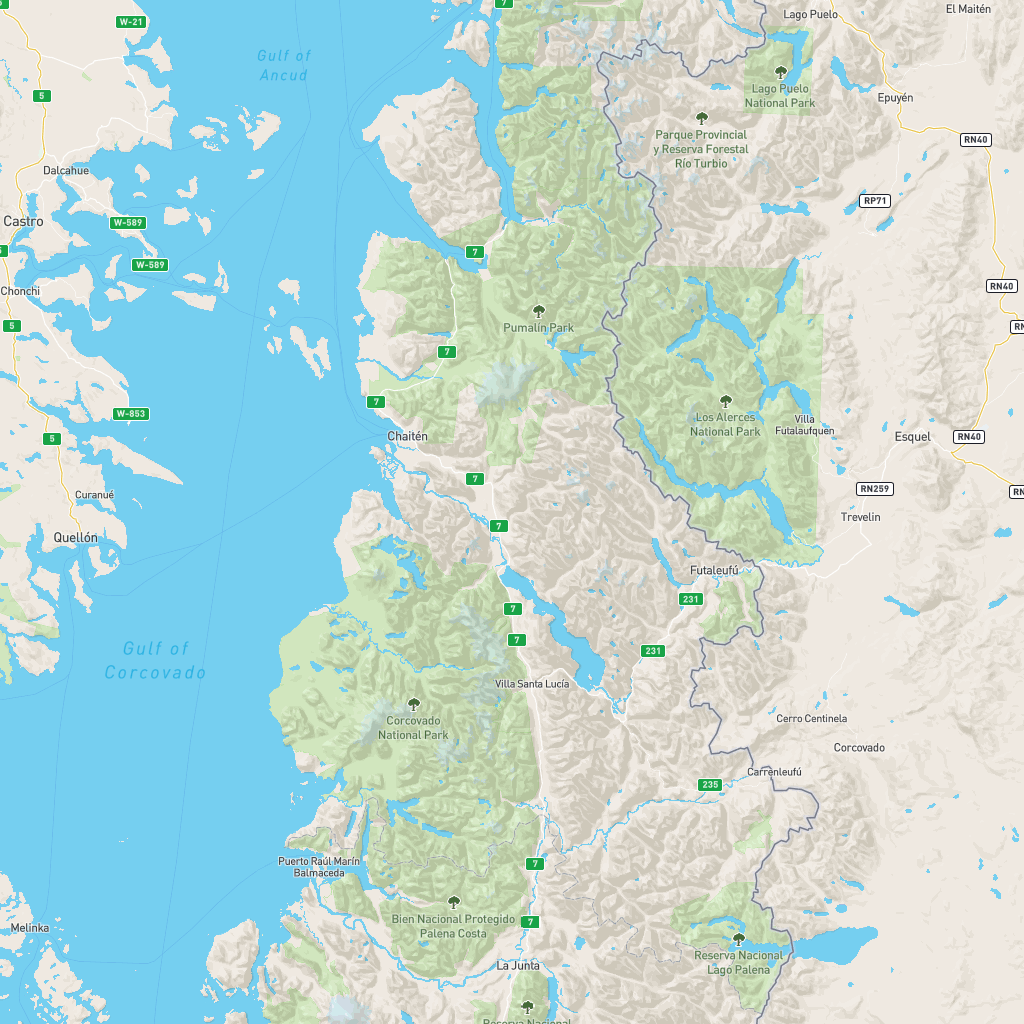 7
W-21
Lago Puelo
El Maitén
Gulf of
Ancud
5
Lago Puelo
National Park
Epuyén
Parque Provincial
y Reserva Forestal
Río Turbio
RN40
Dalcahue
RP71
Castro
W-589
7
W-589
Chonchi
RN40
5
Pumalín Park
7
7
W-853
Los Alerces
National Park
Villa
Futalaufquen
Chaitén
5
Esquel
RN40
7
RN259
Curanué
7
Trevelin
Quellón
Futaleufú
231
7
7
231
Gulf of
Corcovado
Villa Santa Lucía
Corcovado
National Park
Cerro Centinela
Corcovado
Carrenleufú
235
Puerto Raúl Marín
Balmaceda
7
Bien Nacional Protegido
Palena Costa
7
Melinka
Reserva Nacional
Lago Palena
La Junta
Reserva Nacional